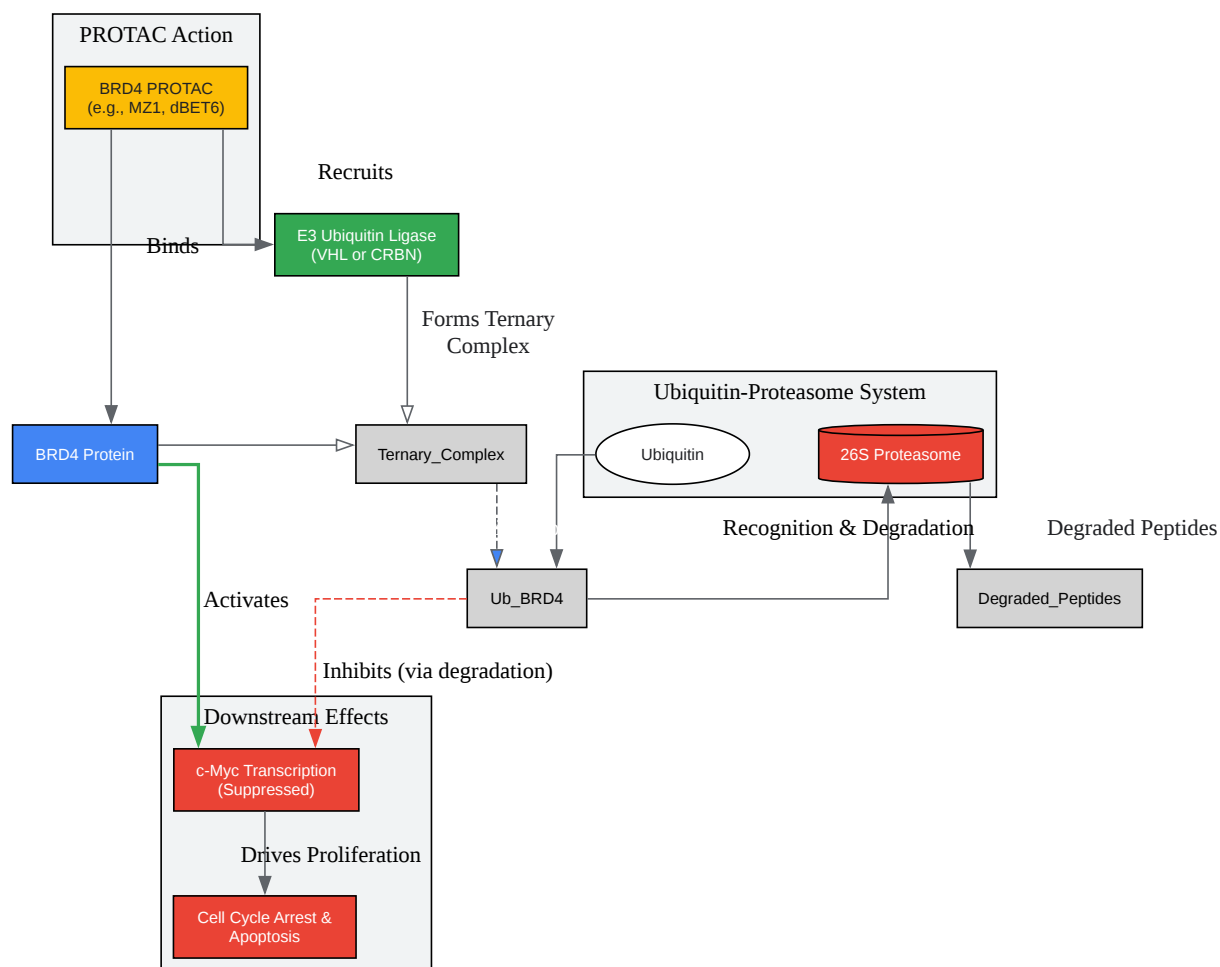 PROTAC Action
BRD4 PROTAC
(e.g., MZ1, dBET6)
Recruits
Binds
E3 Ubiquitin Ligase
(VHL or CRBN)
Forms Ternary
Complex
Ubiquitin-Proteasome System
BRD4 Protein
Ternary_Complex
Ubiquitin
26S Proteasome
Recognition & Degradation
Degraded Peptides
Activates
Ub_BRD4
Degraded_Peptides
Inhibits (via degradation)
Downstream Effects
c-Myc Transcription
(Suppressed)
Drives Proliferation
Cell Cycle Arrest &
Apoptosis